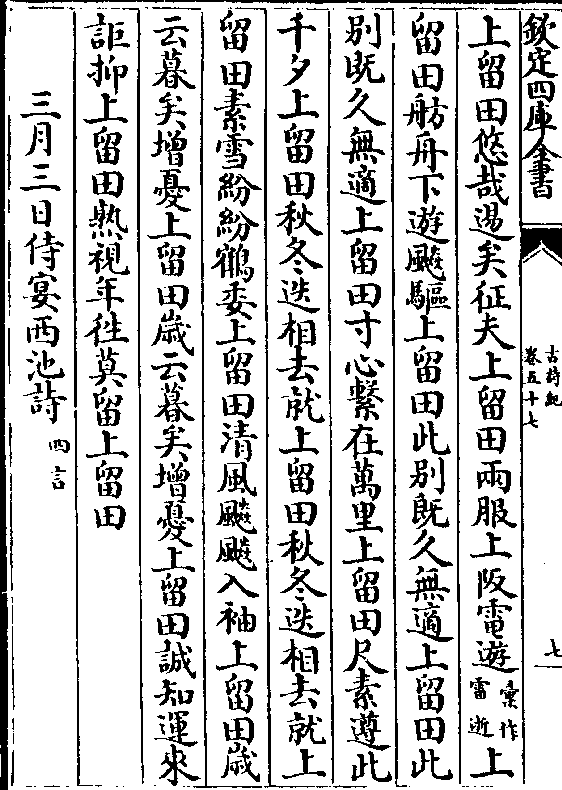 欽定四庫全書
古詩紀
卷五十七
七
上留田悠哉逷矣征夫上留田兩服上阪電遊彙作雷逝上
留田舫舟下遊飈驅上留田此別既久無適上留田此
別既久無適上留田寸心繫在萬里上留田尺素遵此
千夕上留田秋冬迭相去就上留田秋冬迭相去就上
留田素雪紛紛鶴委上留田清風飈飈入袖上留田歳
云暮矣增憂上留田歳云暮矣增憂上留田誠知運來
詎抑上留田熟視年徃莫留上留田
三月三日侍宴西池詩四言